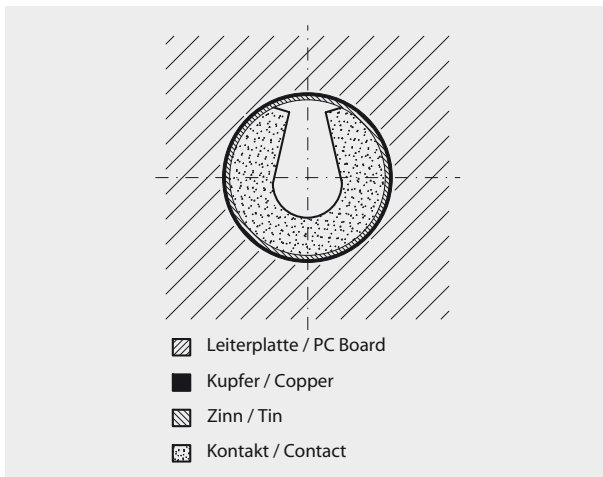 Leiterplatte / PC Board
Kupfer / Copper
Zinn / Tin
Kontakt / Contact